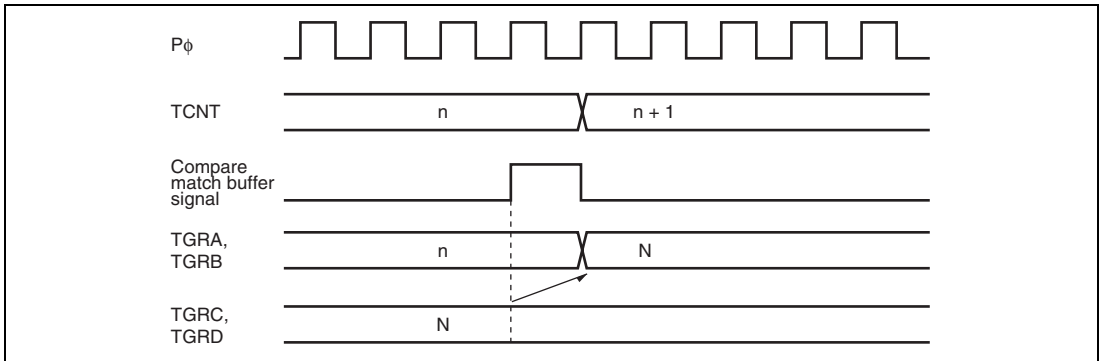 Pϕ
TCNT
n
n + 1
Compare
match buffer
signal
TGRA,
TGRB
n
N
TGRC,
TGRD
N